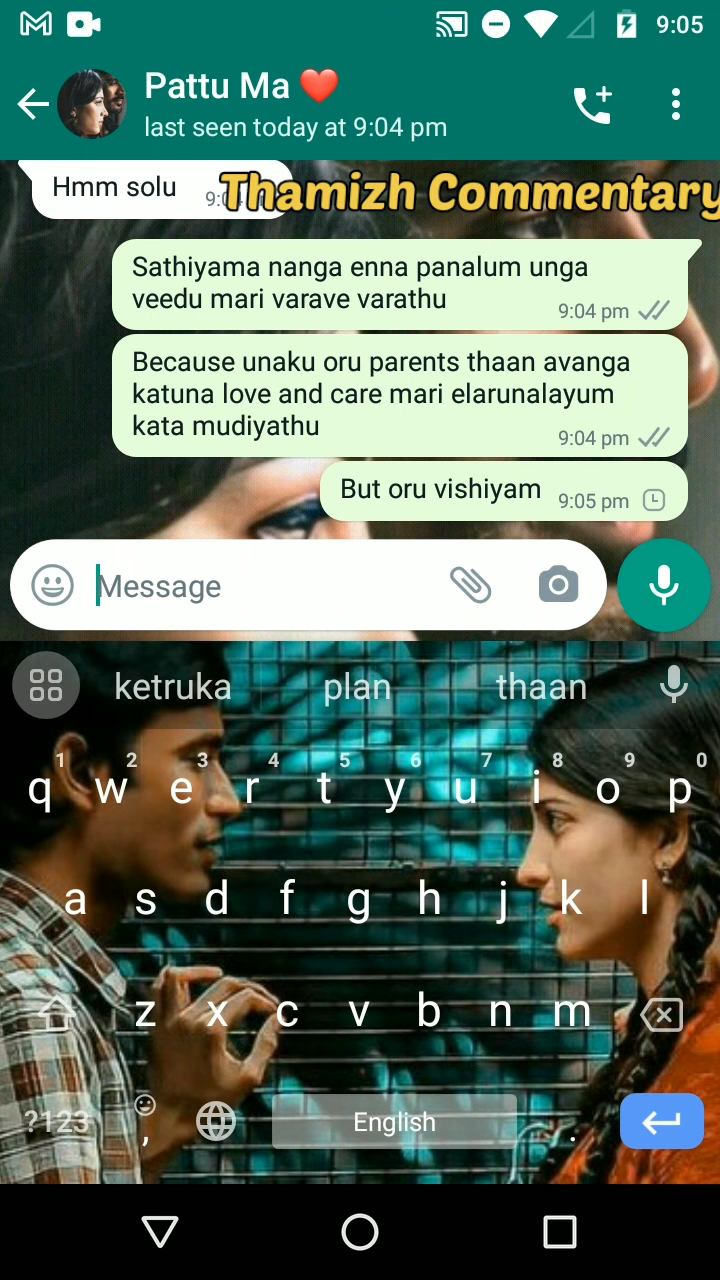 9:05
Pattu Ma ❤️
last seen today at 9:04 pm
Hmm solu
Thamizh Commentary
Sathiyama nanga enna panalum unga
veedu mari varave varathu
9:04 pm
Because unaku oru parents thaan avanga
katuna love and care mari elarunalayum
kata mudiyathu
9:04 pm
But oru vishiyam 9:05 pm
Message
ketruka plan thaan
1 2 3 4 5 6 7 8 9 0
q w e r t y u i o p
a s d f g h j k l
z x c v b n m
?123 , English .